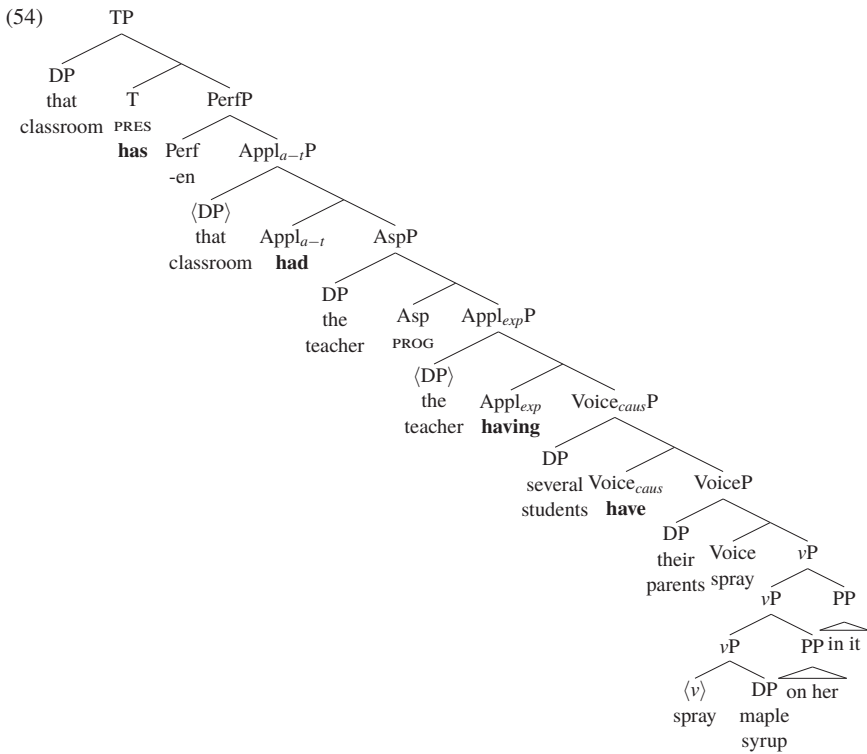 (54) TP
DP
that T PerfP
classroom PRES
has Perf Appl_{a−t}P
-en
⟨DP⟩
that Appl_{a−t} AspP
classroom had
DP
the Asp Appl_{exp}P
teacher PROG
⟨DP⟩
the Appl_{exp} Voice_{caus}P
teacher having
DP
several Voice_{caus} VoiceP
students have
DP
their Voice vP
parents spray
vP PP
vP PP in it
⟨v⟩ DP on her
spray maple
syrup